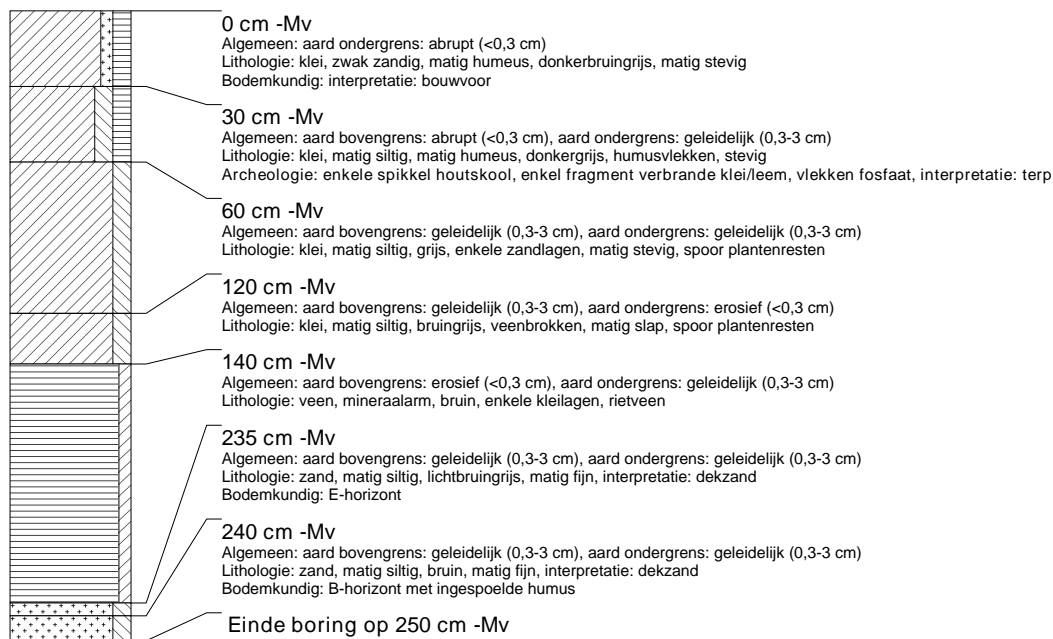 0 cm -Mv
Algemeen: aard ondergrens: abrupt (<0,3 cm)
Lithologie: klei, zwak zandig, matig humeus, donkerbruingrijs, matig stevig
Bodemkundig: interpretatie: bouwvoor
30 cm -Mv
Algemeen: aard bovengrens: abrupt (<0,3 cm), aard ondergrens: geleidelijk (0,3-3 cm)
Lithologie: klei, matig siltig, matig humeus, donkergrijs, humusvlekken, stevig
Archeologie: enkele spikkel houtskool, enkel fragment verbrande klei/leem, vlekken fosfaat, interpretatie: terp
60 cm -Mv
Algemeen: aard bovengrens: geleidelijk (0,3-3 cm), aard ondergrens: geleidelijk (0,3-3 cm)
Lithologie: klei, matig siltig, grijs, enkele zandlagen, matig stevig, spoor plantenresten
120 cm -Mv
Algemeen: aard bovengrens: geleidelijk (0,3-3 cm), aard ondergrens: erosief (<0,3 cm)
Lithologie: klei, matig siltig, bruingrijs, veenbrokken, matig slap, spoor plantenresten
140 cm -Mv
Algemeen: aard bovengrens: erosief (<0,3 cm), aard ondergrens: geleidelijk (0,3-3 cm)
Lithologie: veen, mineraalarm, bruin, enkele kleilagen, rietveen
235 cm -Mv
Algemeen: aard bovengrens: geleidelijk (0,3-3 cm), aard ondergrens: geleidelijk (0,3-3 cm)
Lithologie: zand, matig siltig, lichtbruingrijs, matig fijn, interpretatie: dekzand
Bodemkundig: E-horizont
240 cm -Mv
Algemeen: aard bovengrens: geleidelijk (0,3-3 cm), aard ondergrens: geleidelijk (0,3-3 cm)
Lithologie: zand, matig siltig, bruin, matig fijn, interpretatie: dekzand
Bodemkundig: B-horizont met ingespoelde humus
Einde boring op 250 cm -Mv